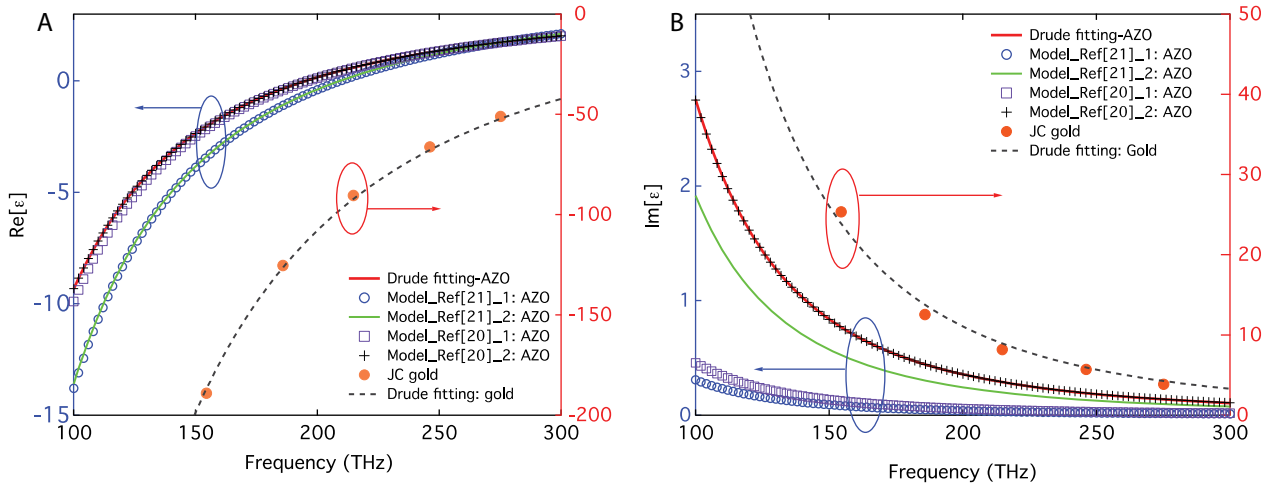 A
Re[ε]
0
-5
-10
-15
0
-50
-100
-150
-200
100
150
200
250
300
Frequency (THz)
Drude fitting-AZO
Model_Ref[21]_1: AZO
Model_Ref[21]_2: AZO
Model_Ref[20]_1: AZO
Model_Ref[20]_2: AZO
JC gold
Drude fitting: gold
B
Im[ε]
3
2
1
0
50
40
30
20
10
0
100
150
200
250
300
Frequency (THz)
Drude fitting-AZO
Model_Ref[21]_1: AZO
Model_Ref[21]_2: AZO
Model_Ref[20]_1: AZO
Model_Ref[20]_2: AZO
JC gold
Drude fitting: Gold